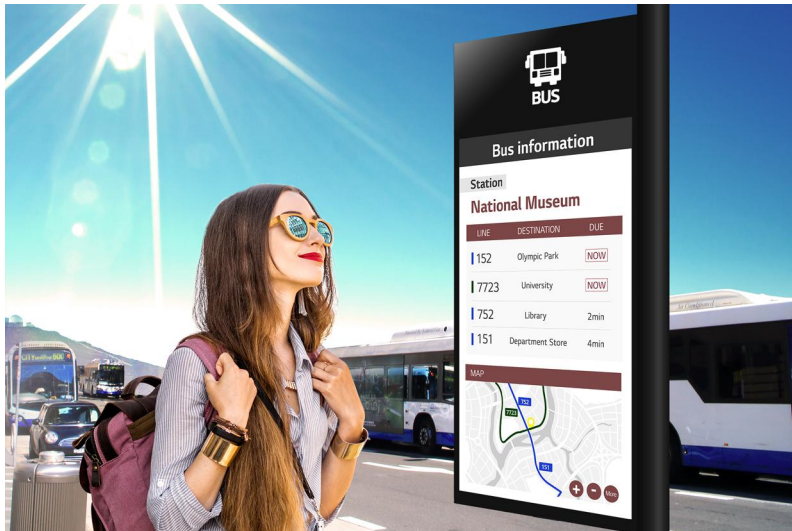 BUS
Bus information
Station
National Museum
LINE DESTINATION DUE
152 Olympic Park NOW
7723 University NOW
752 Library 2min
151 Department Store 4min
MAP
752
7723
151
+ - More